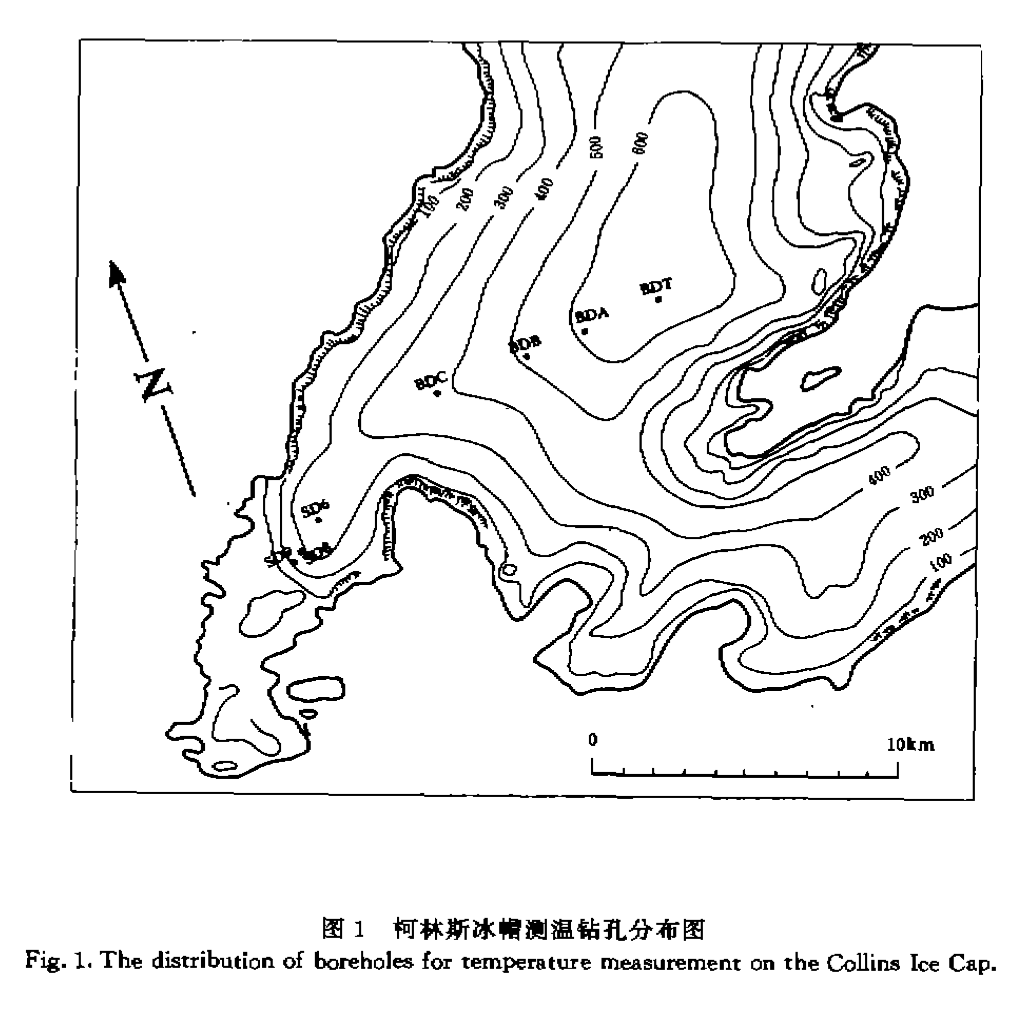 500
600
100
200
300
400
BDT
BDA
BDB
BDC
N
400
300
SD6
200
100
0
10km
图 1 柯林斯冰帽测温钻孔分布图
Fig. 1. The distribution of boreholes for temperature measurement on the Collins Ice Cap.